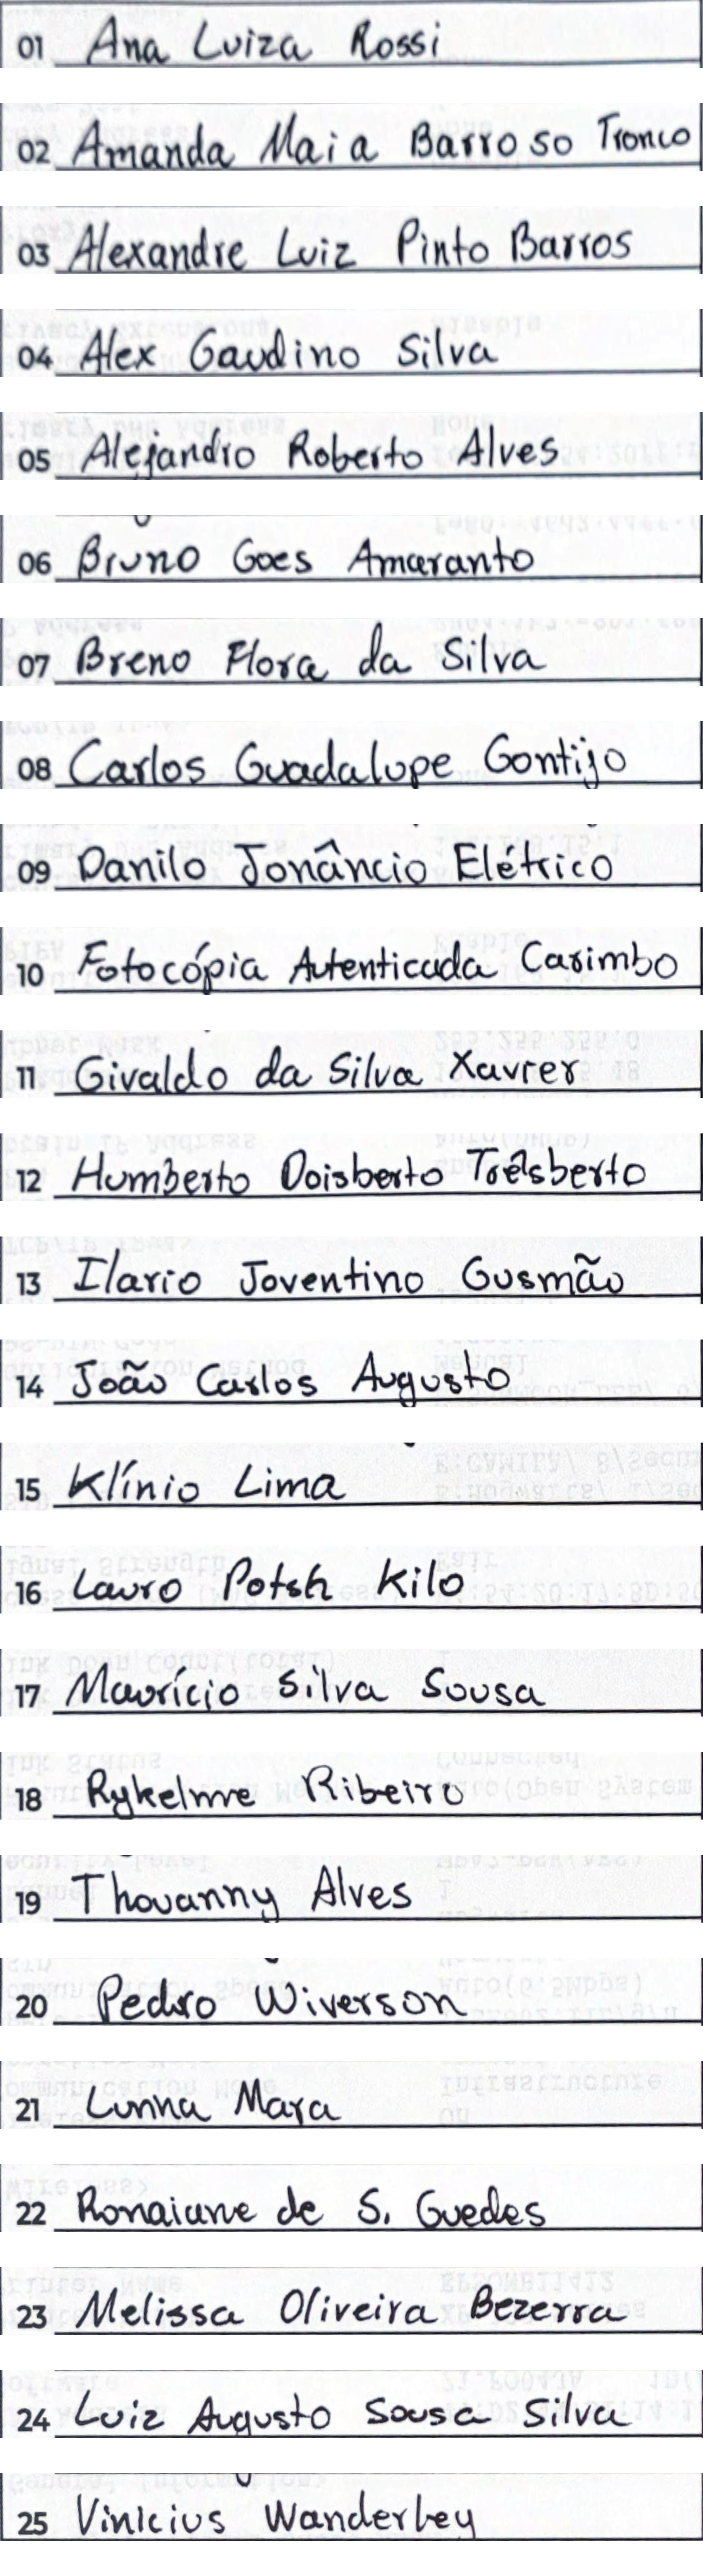 01 Ana Luiza Rossi
02 Amanda Maia Barroso Tronco
03 Alexandre Luiz Pinto Barros
04 Alex Gaudino Silva
05 Alejandro Roberto Alves
06 Bruno Goes Amaranto
07 Breno Flora da Silva
08 Carlos Guadalupe Gontijo
09 Danilo Jonâncio Elétrico
10 Fotocópia Autenticada Carimbo
11 Givaldo da Silva Xavier
12 Humberto Doisberto Trêsberto
13 Ilario Joventino Gusmão
14 João Carlos Augusto
15 Klínio Lima
16 Lauro Potsk Kilo
17 Maurício Silva Sousa
18 Rykelme Ribeiro
19 Thovanny Alves
20 Pedro Wiverson
21 Lunna Mara
22 Ronaiane de S. Guedes
23 Melissa Oliveira Bezerra
24 Luiz Augusto Sousa Silva
25 Vinicius Wanderley